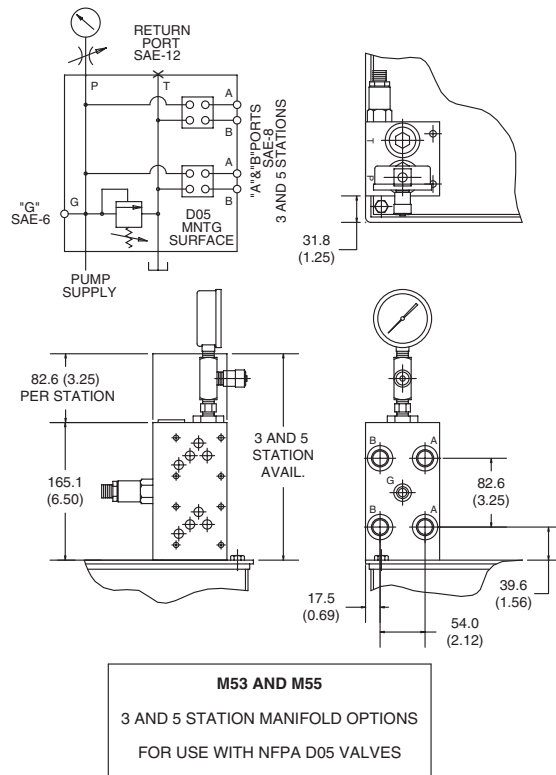 RETURN
PORT
SAE-12
P
T
A
B
A
B
"A"&"B"PORTS
SAE-8
3 AND 5 STATIONS
"G"
SAE-6
G
D05
MNTG
SURFACE
PUMP
SUPPLY
T
P
31.8
(1.25)
82.6 (3.25)
PER STATION
165.1
(6.50)
3 AND 5
STATION
AVAIL.
B
A
G
B
A
82.6
(3.25)
39.6
(1.56)
17.5
(0.69)
54.0
(2.12)
M53 AND M55
3 AND 5 STATION MANIFOLD OPTIONS
FOR USE WITH NFPA D05 VALVES